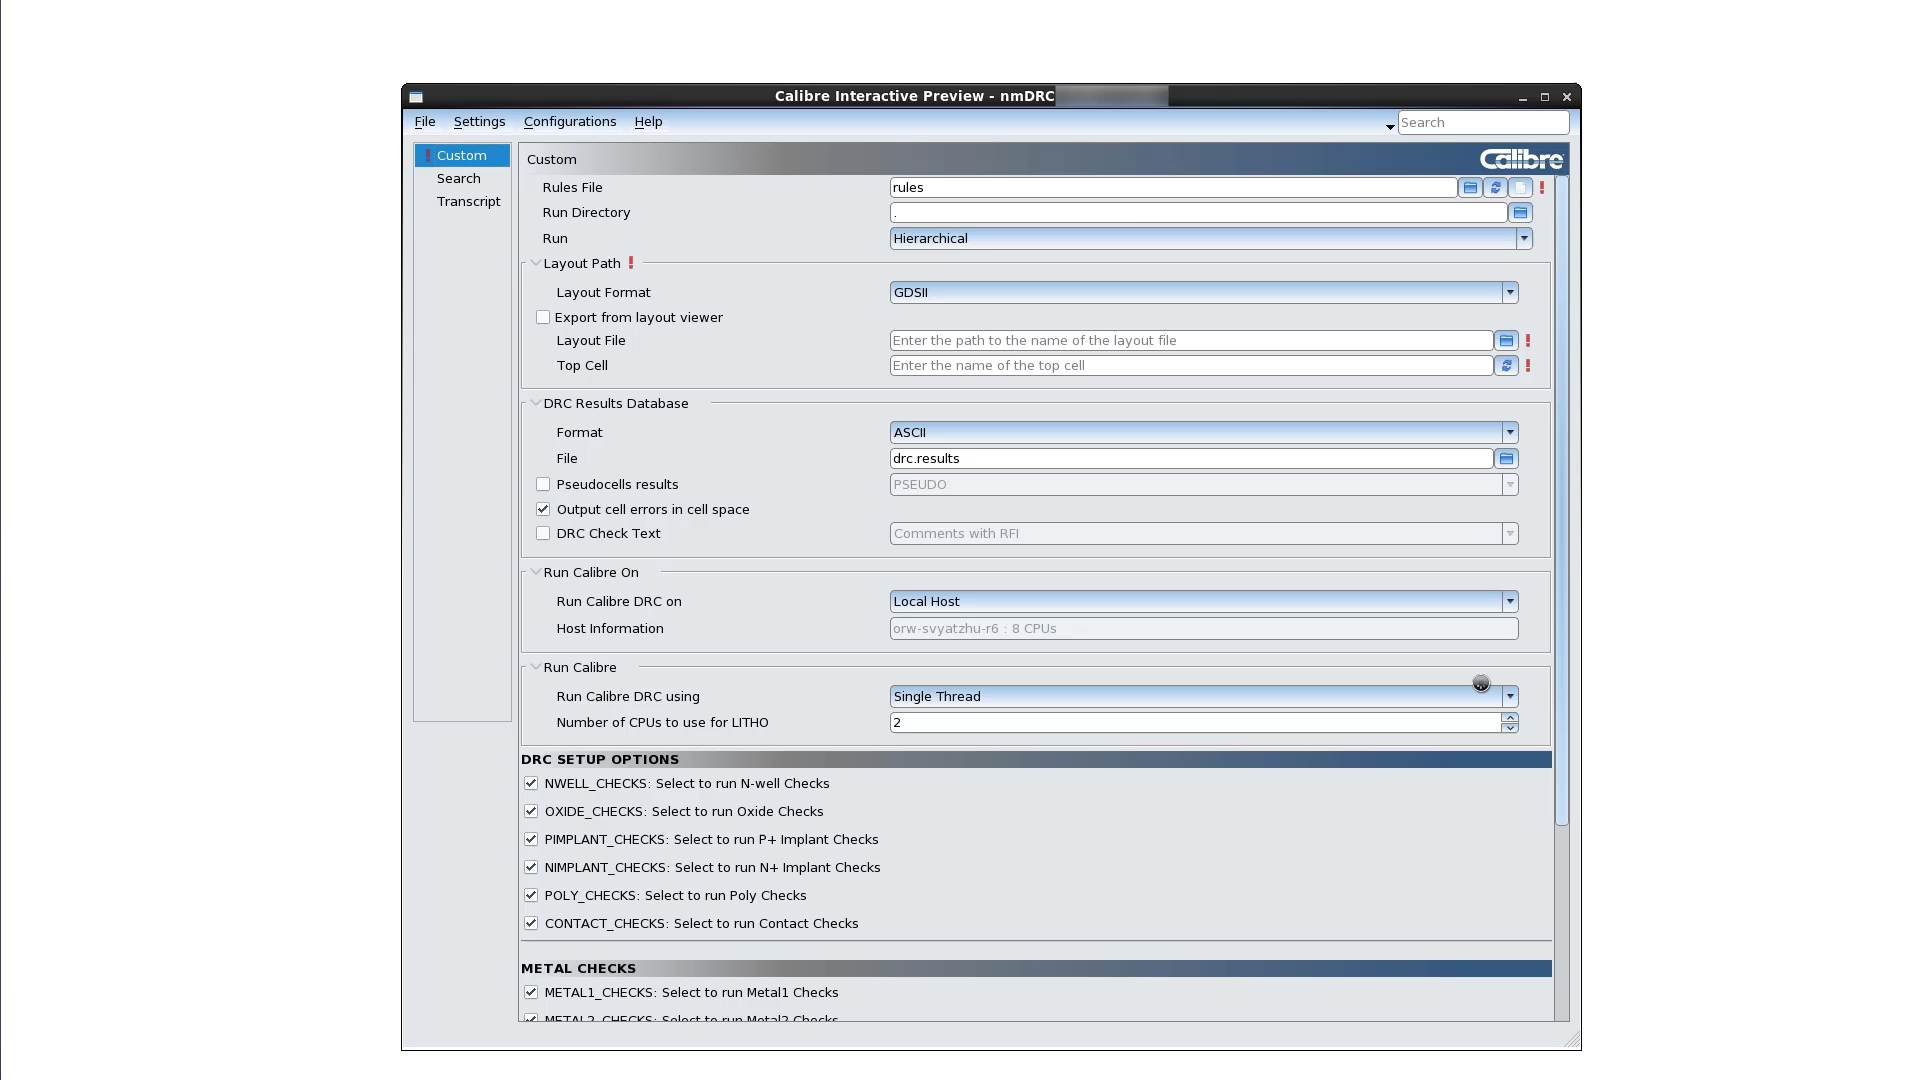 Calibre Interactive Preview - nmDRC
File Settings Configurations Help Search
Custom
Search
Transcript
Custom Calibre
Rules File rules !
Run Directory .
Run Hierarchical
Layout Path !
Layout Format GDSII
Export from layout viewer
Layout File Enter the path to the name of the layout file !
Top Cell Enter the name of the top cell !
DRC Results Database
Format ASCII
File drc.results
Pseudocells results PSEUDO
Output cell errors in cell space
DRC Check Text Comments with RFI
Run Calibre On
Run Calibre DRC on Local Host
Host Information orw-svyatzhu-r6 : 8 CPUs
Run Calibre
Run Calibre DRC using Single Thread
Number of CPUs to use for LITHO 2
DRC SETUP OPTIONS
NWELL_CHECKS: Select to run N-well Checks
OXIDE_CHECKS: Select to run Oxide Checks
PIMPLANT_CHECKS: Select to run P+ Implant Checks
NIMPLANT_CHECKS: Select to run N+ Implant Checks
POLY_CHECKS: Select to run Poly Checks
CONTACT_CHECKS: Select to run Contact Checks
METAL CHECKS
METAL1_CHECKS: Select to run Metal1 Checks
METAL2_CHECKS: Select to run Metal2 Checks